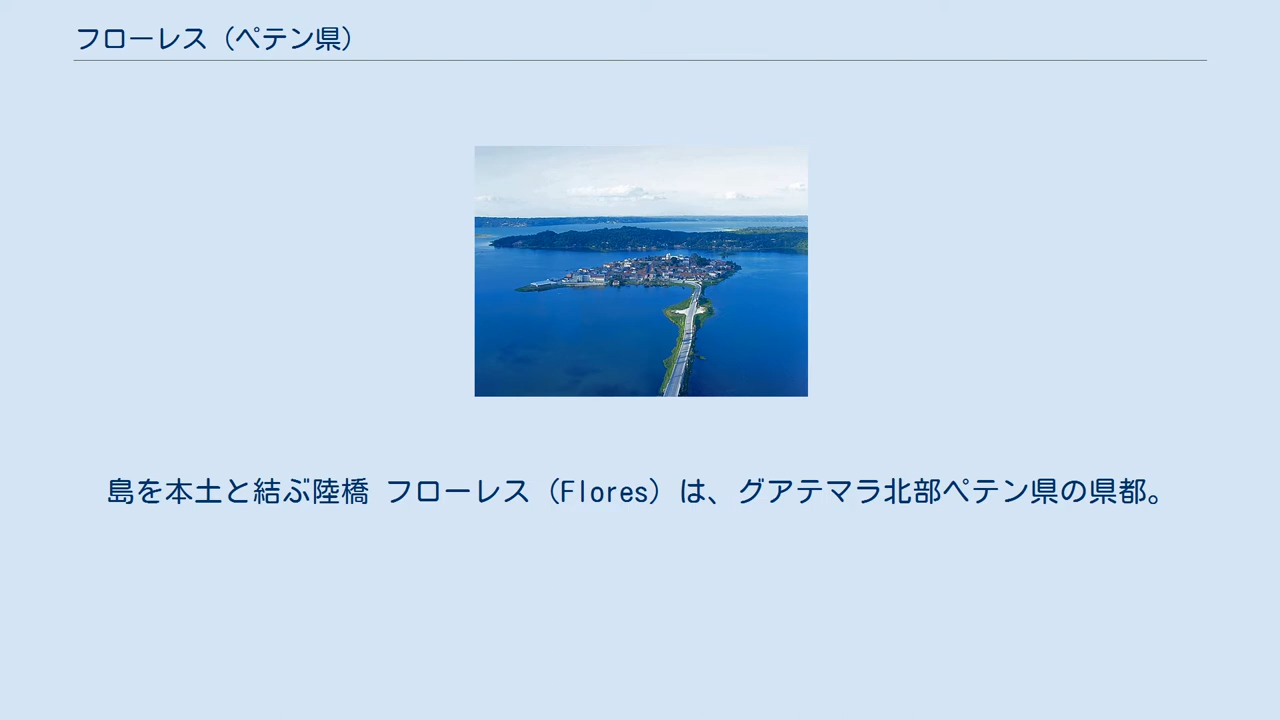 フローレス（ペテン県）
島を本土と結ぶ陸橋 フローレス（Flores）は、グアテマラ北部ペテン県の県都。